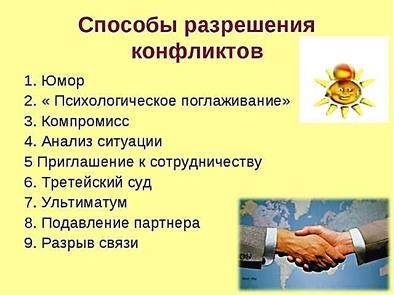 Способы разрешения
конфликтов
1. Юмор
2. « Психологическое поглаживание»
3. Компромисс
4. Анализ ситуации
5 Приглашение к сотрудничеству
6. Третейский суд
7. Ультиматум
8. Подавление партнера
9. Разрыв связи